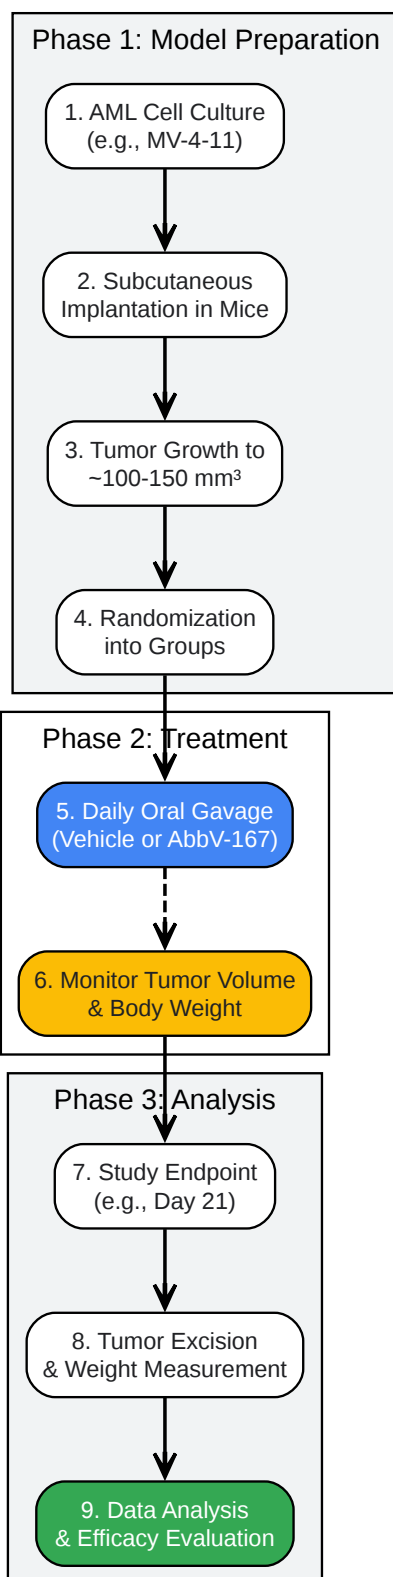 Phase 1: Model Preparation
1. AML Cell Culture
(e.g., MV-4-11)
2. Subcutaneous
Implantation in Mice
3. Tumor Growth to
~100-150 mm³
4. Randomization
into Groups
Phase 2: Treatment
5. Daily Oral Gavage
(Vehicle or AbbV-167)
6. Monitor Tumor Volume
& Body Weight
Phase 3: Analysis
7. Study Endpoint
(e.g., Day 21)
8. Tumor Excision
& Weight Measurement
9. Data Analysis
& Efficacy Evaluation